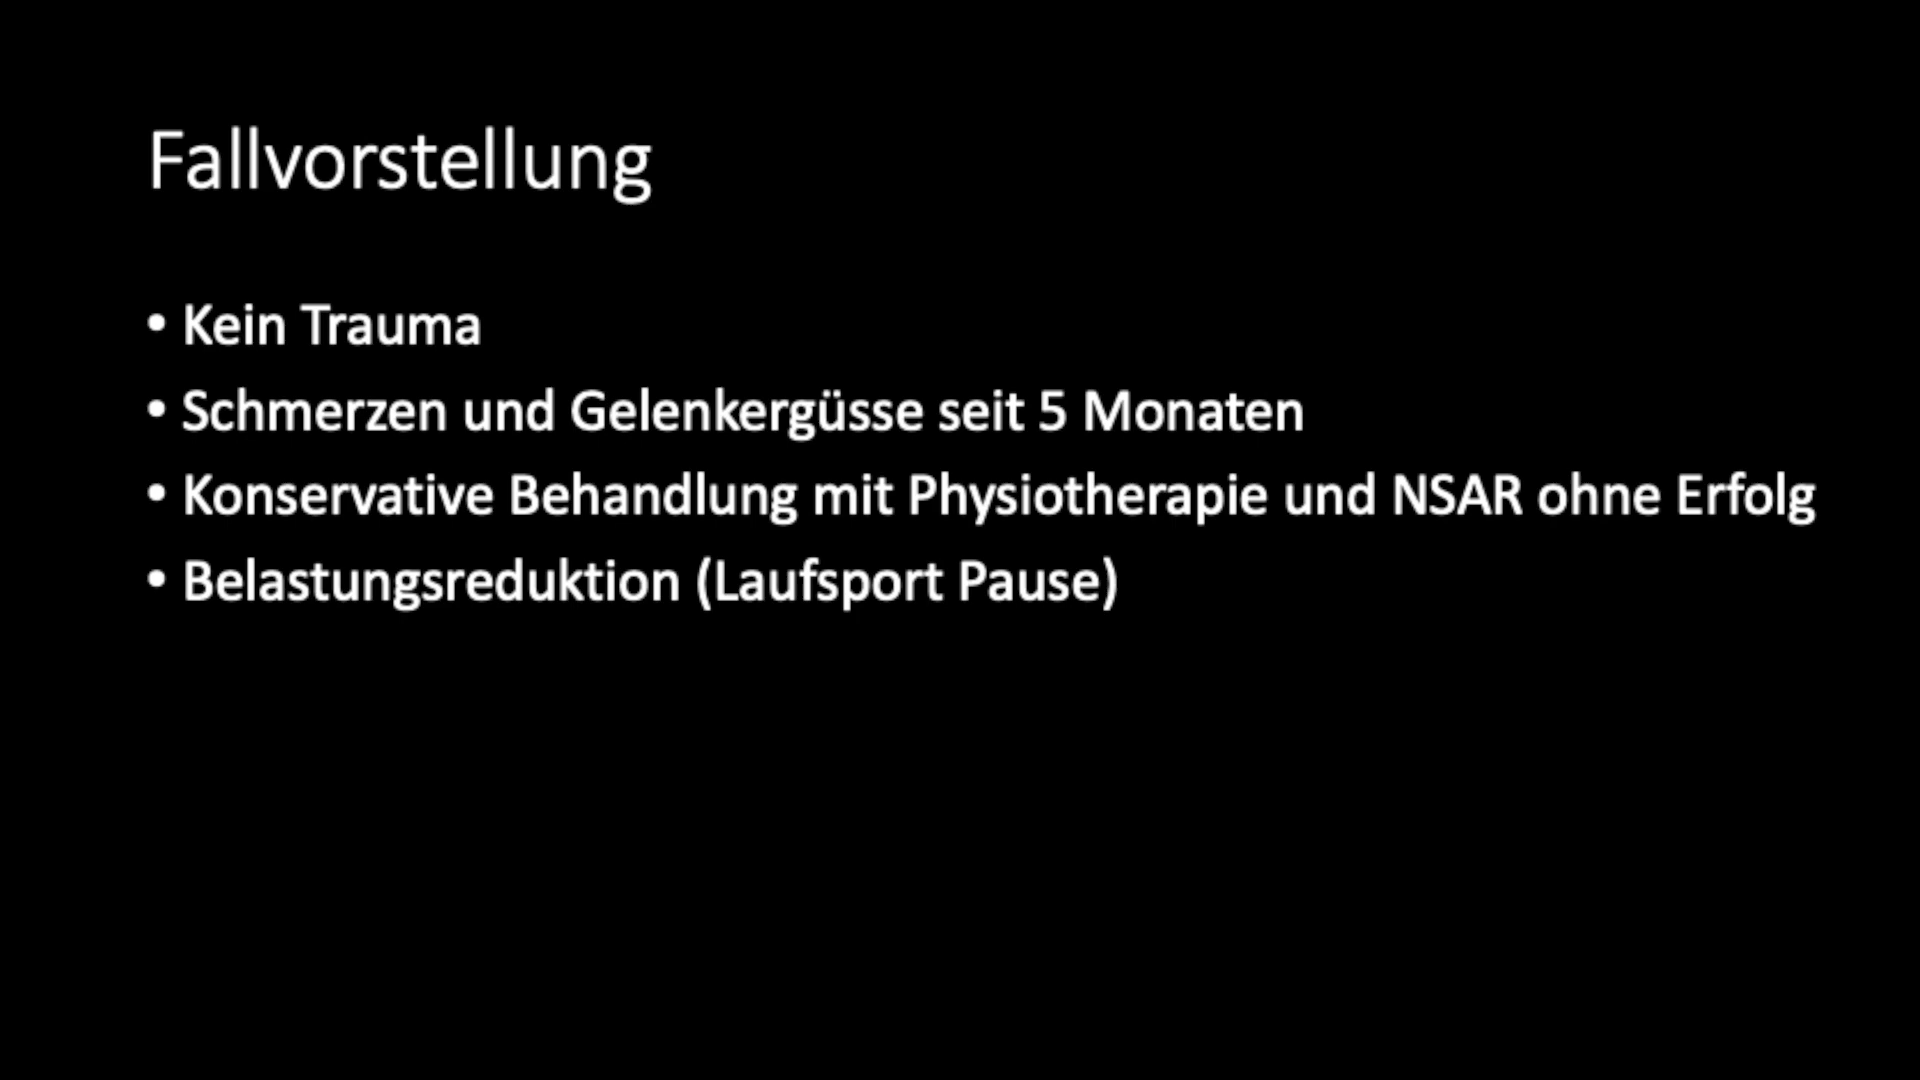 Fallvorstellung
• Kein Trauma
• Schmerzen und Gelenkergüsse seit 5 Monaten
• Konservative Behandlung mit Physiotherapie und NSAR ohne Erfolg
• Belastungsreduktion (Laufsport Pause)